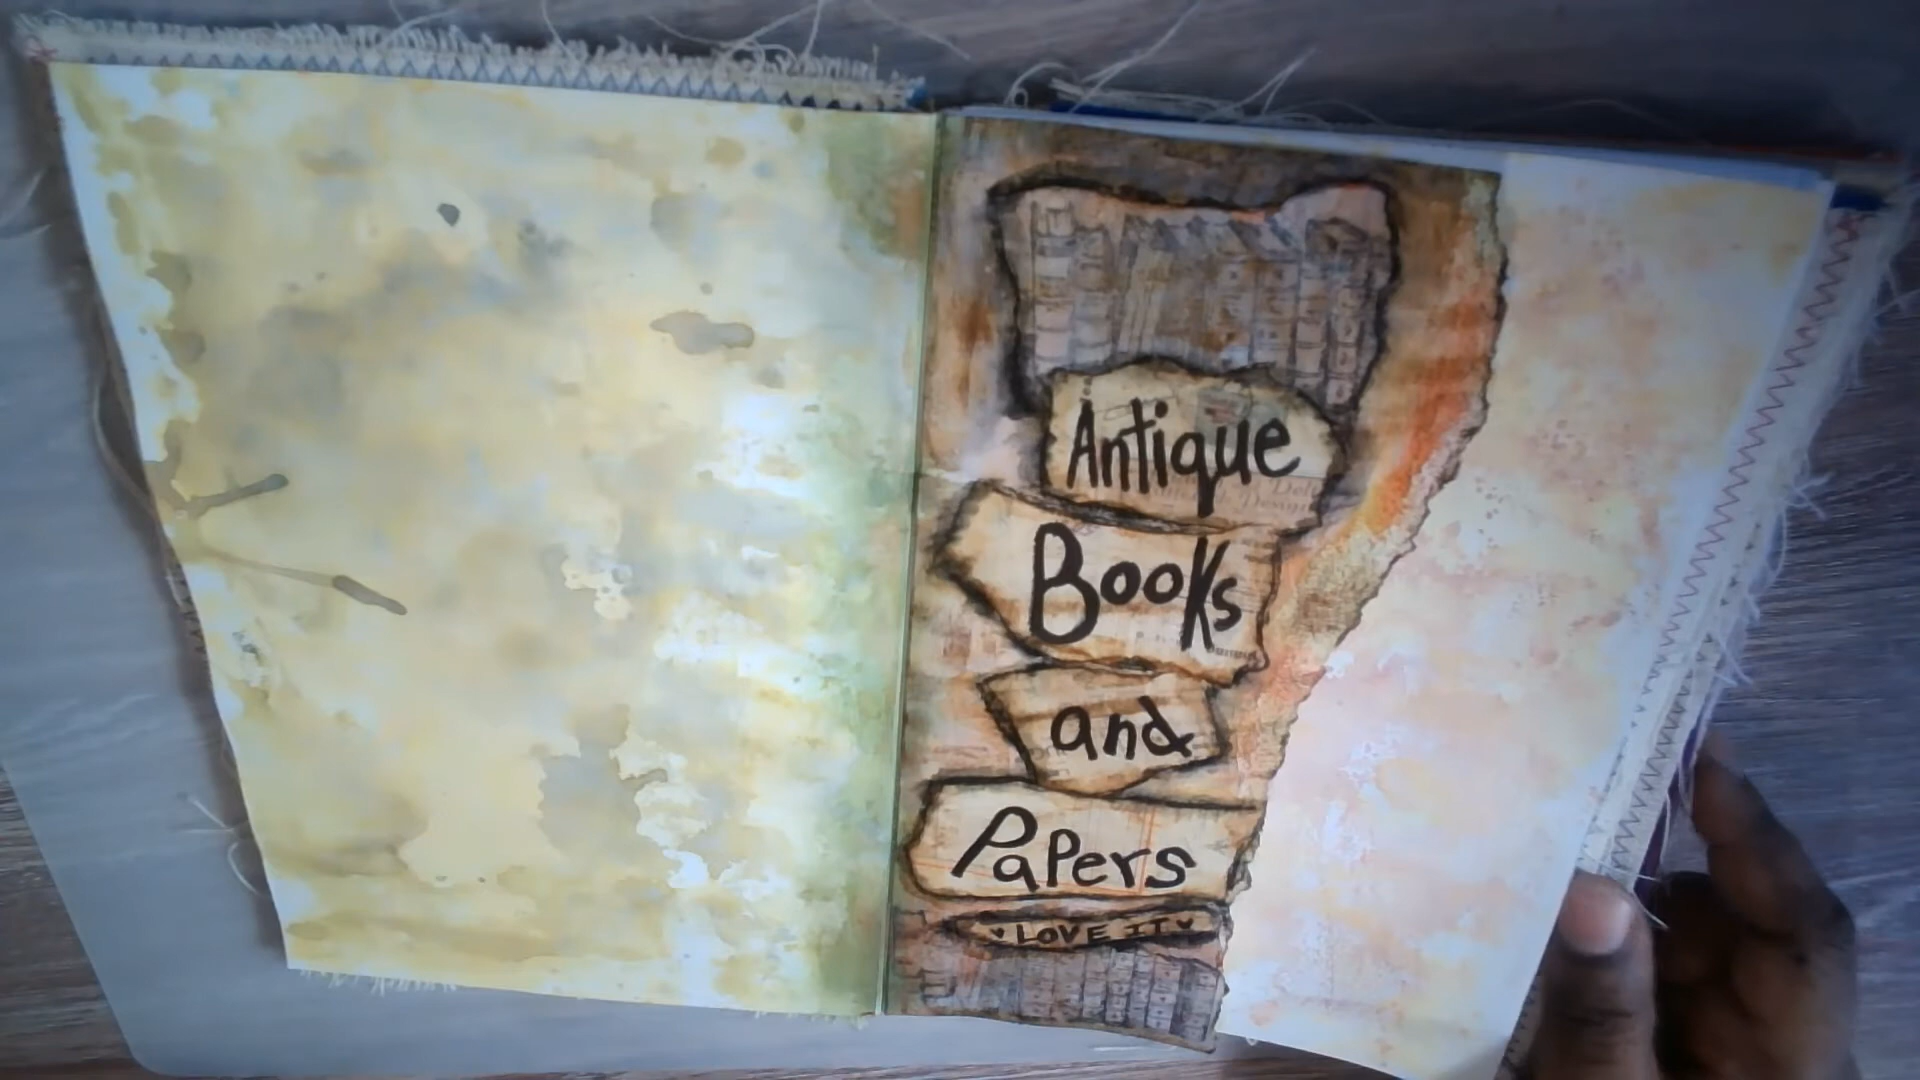 Antique
Books
and
Papers
♥ LOVE IT ♥